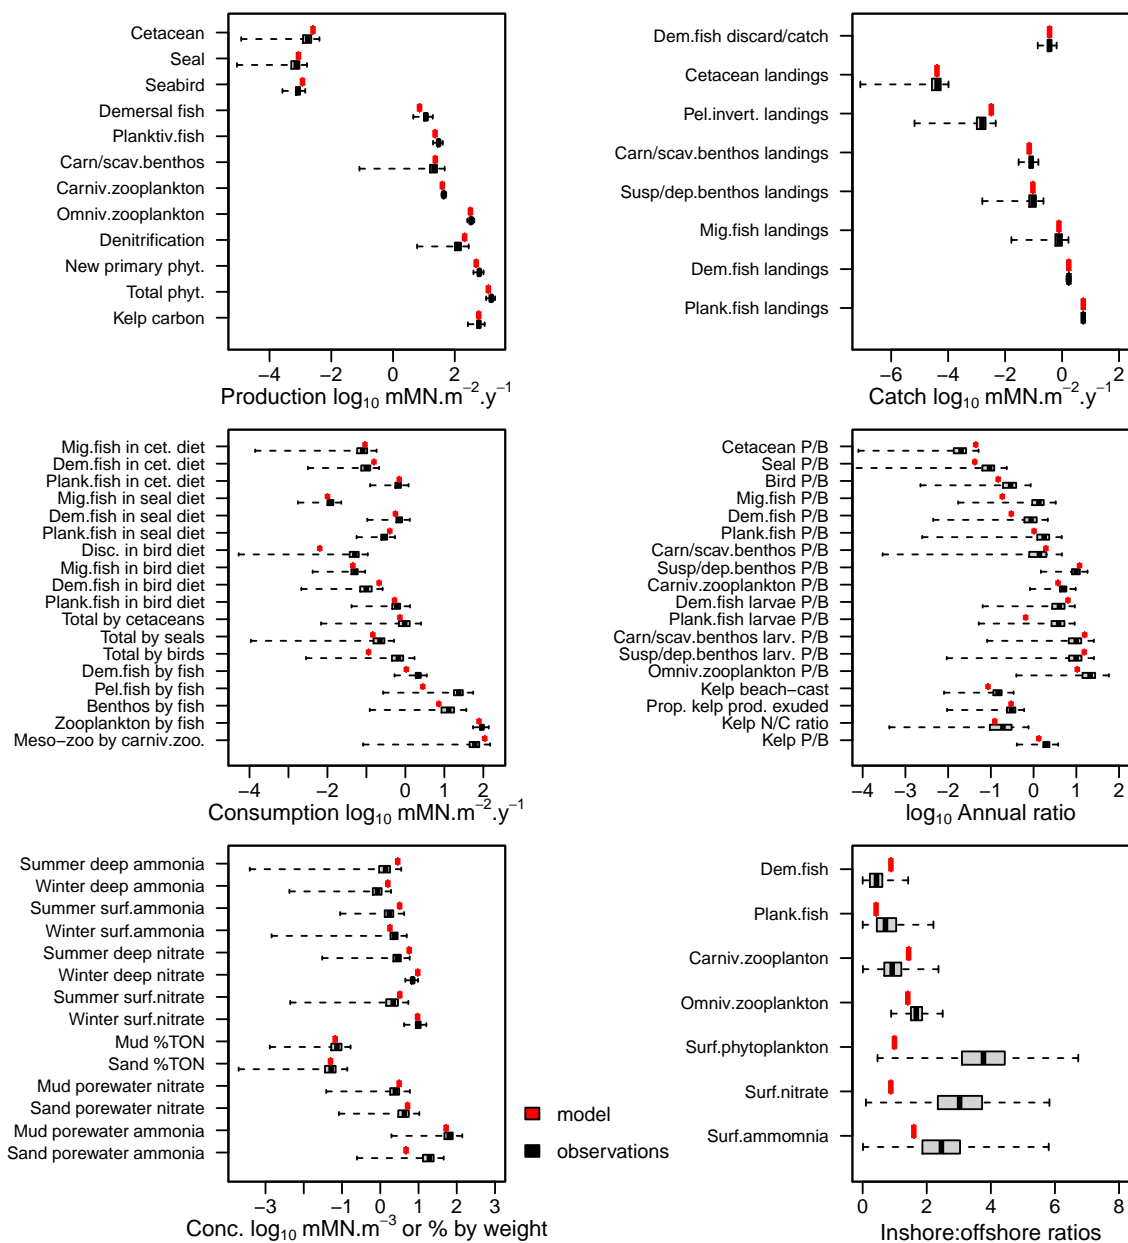 Cetacean
Seal
Seabird
Demersal fish
Planktiv.fish
Carn/scav.benthos
Carniv.zooplankton
Omniv.zooplankton
Denitrification
New primary phyt.
Total phyt.
Kelp carbon
−4 −2 0 2
Production log₁₀ mMN.m⁻².y⁻¹
Dem.fish discard/catch
Cetacean landings
Pel.invert. landings
Carn/scav.benthos landings
Susp/dep.benthos landings
Mig.fish landings
Dem.fish landings
Plank.fish landings
−6 −4 −2 0 2
Catch log₁₀ mMN.m⁻².y⁻¹
Mig.fish in cet. diet
Dem.fish in cet. diet
Plank.fish in cet. diet
Mig.fish in seal diet
Dem.fish in seal diet
Plank.fish in seal diet
Disc. in bird diet
Mig.fish in bird diet
Dem.fish in bird diet
Plank.fish in bird diet
Total by cetaceans
Total by seals
Total by birds
Dem.fish by fish
Pel.fish by fish
Benthos by fish
Zooplankton by fish
Meso−zoo by carniv.zoo.
−4 −2 0 1 2
Consumption log₁₀ mMN.m⁻².y⁻¹
Cetacean P/B
Seal P/B
Bird P/B
Mig.fish P/B
Dem.fish P/B
Plank.fish P/B
Carn/scav.benthos P/B
Susp/dep.benthos P/B
Carniv.zooplankton P/B
Dem.fish larvae P/B
Plank.fish larvae P/B
Carn/scav.benthos larv. P/B
Susp/dep.benthos larv. P/B
Omniv.zooplankton P/B
Kelp beach−cast
Prop. kelp prod. exuded
Kelp N/C ratio
Kelp P/B
−4 −3 −2 −1 0 1 2
log₁₀ Annual ratio
Summer deep ammonia
Winter deep ammonia
Summer surf.ammonia
Winter surf.ammonia
Summer deep nitrate
Winter deep nitrate
Summer surf.nitrate
Winter surf.nitrate
Mud %TON
Sand %TON
Mud porewater nitrate
Sand porewater nitrate
Mud porewater ammonia
Sand porewater ammonia
−3 −1 0 1 2 3
Conc. log₁₀ mMN.m⁻³ or % by weight
model
observations
Dem.fish
Plank.fish
Carniv.zooplanton
Omniv.zooplankton
Surf.phytoplankton
Surf.nitrate
Surf.ammomnia
0 2 4 6 8
Inshore:offshore ratios